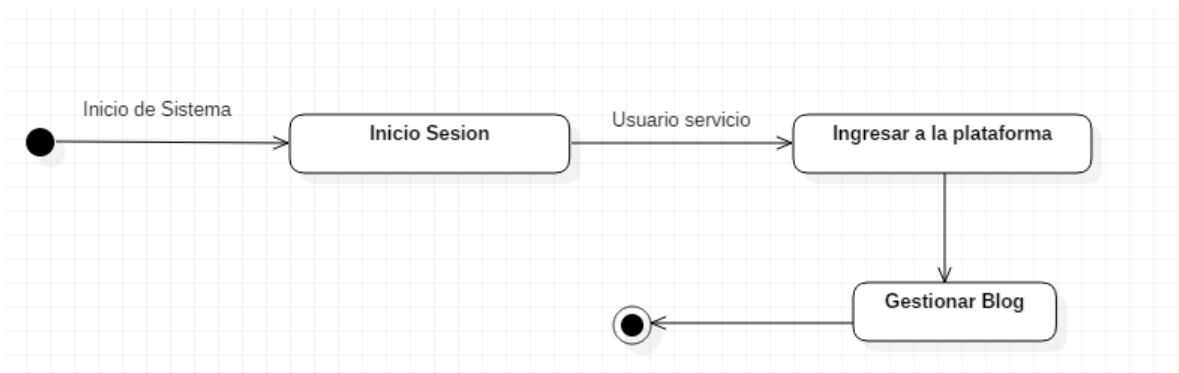 Inicio de Sistema
Inicio Sesion
Usuario servicio
Ingresar a la plataforma
Gestionar Blog